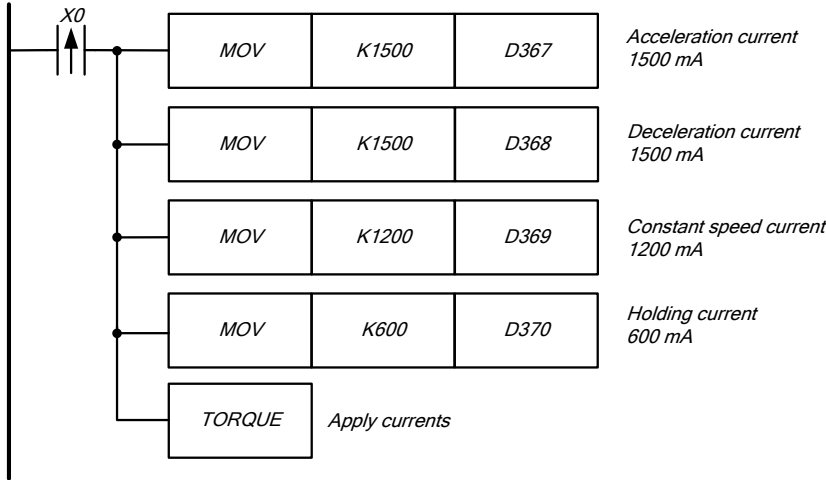 X0
MOV K1500 D367
Acceleration current
1500 mA
MOV K1500 D368
Deceleration current
1500 mA
MOV K1200 D369
Constant speed current
1200 mA
MOV K600 D370
Holding current
600 mA
TORQUE
Apply currents